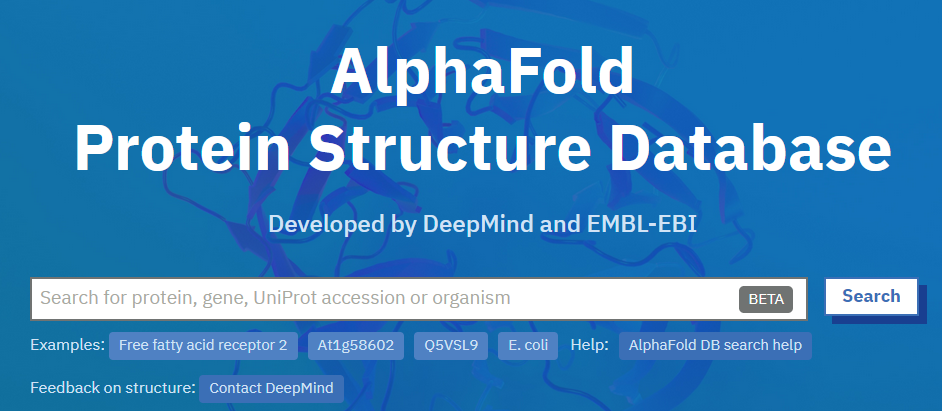 AlphaFold
Protein Structure Database
Developed by DeepMind and EMBL-EBI
Search for protein, gene, UniProt accession or organism BETA Search
Examples: Free fatty acid receptor 2 At1g58602 Q5VSL9 E. coli Help: AlphaFold DB search help
Feedback on structure: Contact DeepMind